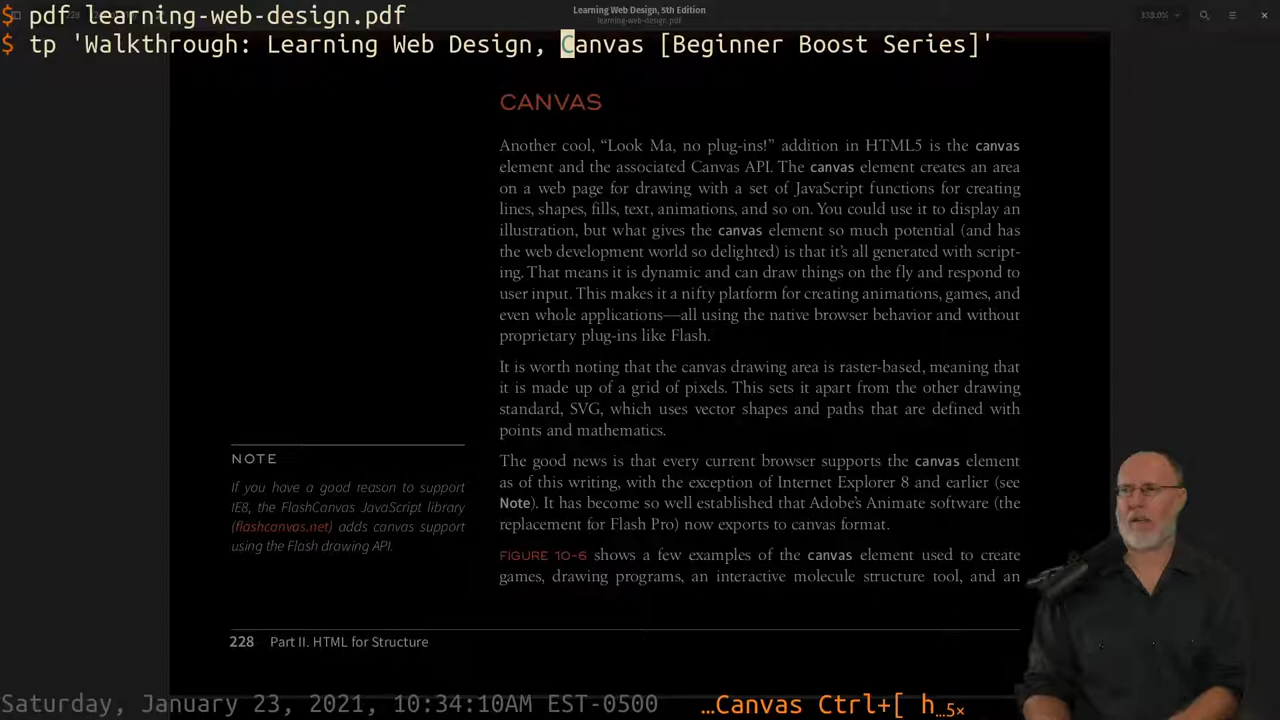 $ pdf learning-web-design.pdf
$ tp 'Walkthrough: Learning Web Design, Canvas [Beginner Boost Series]'
Learning Web Design, 5th Edition
learning-web-design.pdf
228
CANVAS
Another cool, “Look Ma, no plug-ins!” addition in HTML5 is the canvas
element and the associated Canvas API. The canvas element creates an area
on a web page for drawing with a set of JavaScript functions for creating
lines, shapes, fills, text, animations, and so on. You could use it to display an
illustration, but what gives the canvas element so much potential (and has
the web development world so delighted) is that it’s all generated with script-
ing. That means it is dynamic and can draw things on the fly and respond to
user input. This makes it a nifty platform for creating animations, games, and
even whole applications—all using the native browser behavior and without
proprietary plug-ins like Flash.
It is worth noting that the canvas drawing area is raster-based, meaning that
it is made up of a grid of pixels. This sets it apart from the other drawing
standard, SVG, which uses vector shapes and paths that are defined with
points and mathematics.
The good news is that every current browser supports the canvas element
as of this writing, with the exception of Internet Explorer 8 and earlier (see
Note). It has become so well established that Adobe’s Animate software (the
replacement for Flash Pro) now exports to canvas format.
FIGURE 10-6 shows a few examples of the canvas element used to create
games, drawing programs, an interactive molecule structure tool, and an
NOTE
If you have a good reason to support
IE8, the FlashCanvas JavaScript library
(flashcanvas.net) adds canvas support
using the Flash drawing API.
228 Part II. HTML for Structure
Saturday, January 23, 2021, 10:34:10AM EST-0500
…Canvas Ctrl+[ h…5×